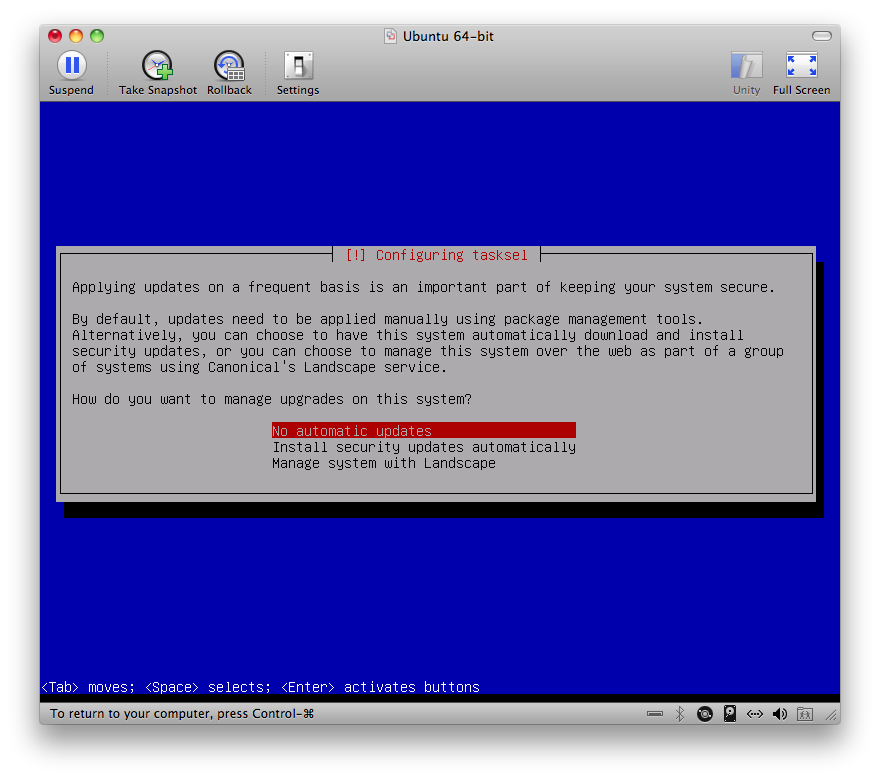 Ubuntu 64-bit
Suspend
Take Snapshot
Rollback
Settings
Unity
Full Screen
[!] Configuring tasksel
Applying updates on a frequent basis is an important part of keeping your system secure.
By default, updates need to be applied manually using package management tools.
Alternatively, you can choose to have this system automatically download and install
security updates, or you can choose to manage this system over the web as part of a group
of systems using Canonical's Landscape service.
How do you want to manage upgrades on this system?
No automatic updates
Install security updates automatically
Manage system with Landscape
<Tab> moves; <Space> selects; <Enter> activates buttons
To return to your computer, press Control-⌘